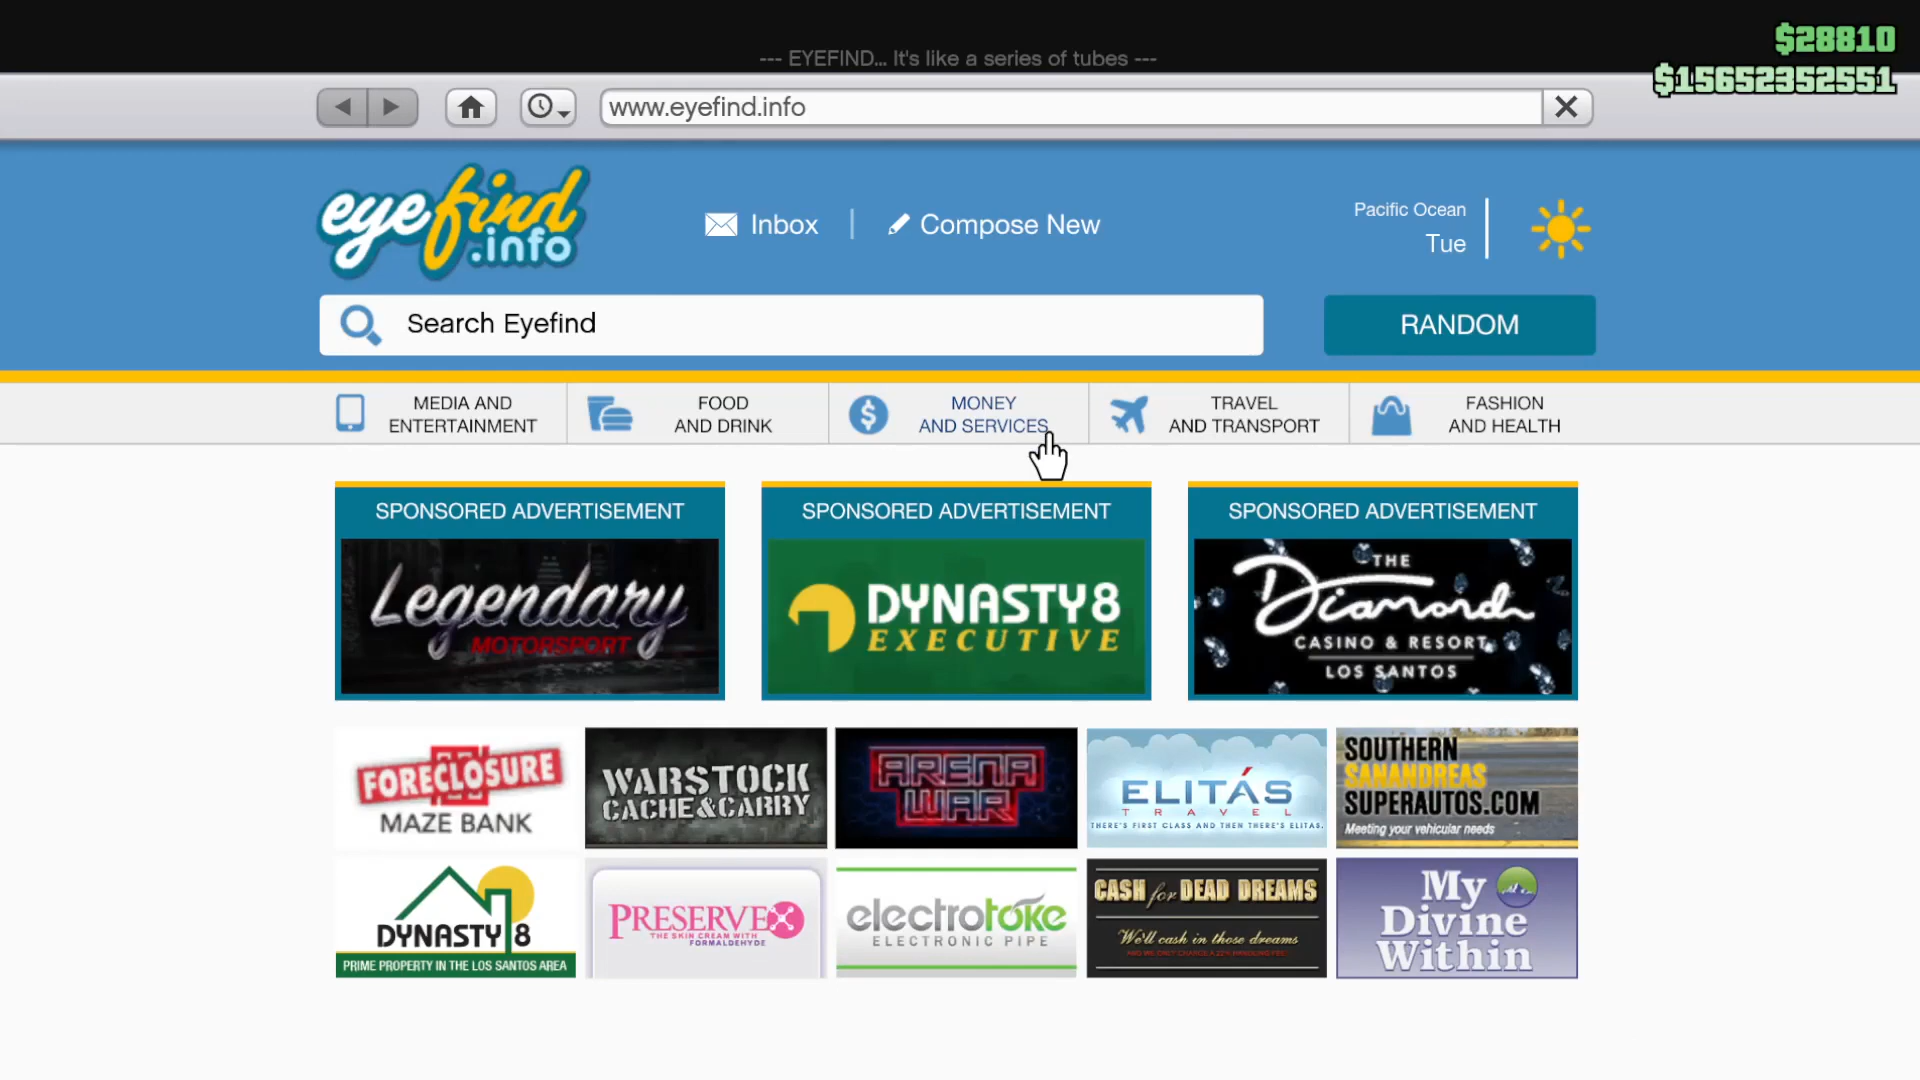 --- EYEFIND... It's like a series of tubes ---
$28810
$15652352551
www.eyefind.info
eyefind.info
Inbox
Compose New
Pacific Ocean
Tue
Search Eyefind
RANDOM
MEDIA AND
ENTERTAINMENT
FOOD
AND DRINK
MONEY
AND SERVICES
TRAVEL
AND TRANSPORT
FASHION
AND HEALTH
SPONSORED ADVERTISEMENT
Legendary
MOTORSPORT
SPONSORED ADVERTISEMENT
DYNASTY8
EXECUTIVE
SPONSORED ADVERTISEMENT
THE
Diamond
CASINO & RESORT
LOS SANTOS
FORECLOSURE
MAZE BANK
WARSTOCK
CACHE&CARRY
ARENA
WAR
ELITÁS
TRAVEL
THERE'S FIRST CLASS AND THEN THERE'S ELITAS.
SOUTHERN
SANANDREAS
SUPERAUTOS.COM
Meeting your vehicular needs
DYNASTY 8
PRIME PROPERTY IN THE LOS SANTOS AREA
PRESERVEX
THE SKIN CREAM WITH
FORMALDEHYDE
electrotoke
ELECTRONIC PIPE
CASH for DEAD DREAMS
We'll cash in those dreams
AND WE ONLY CHARGE A 22% HANDLING FEE
My
Divine
Within